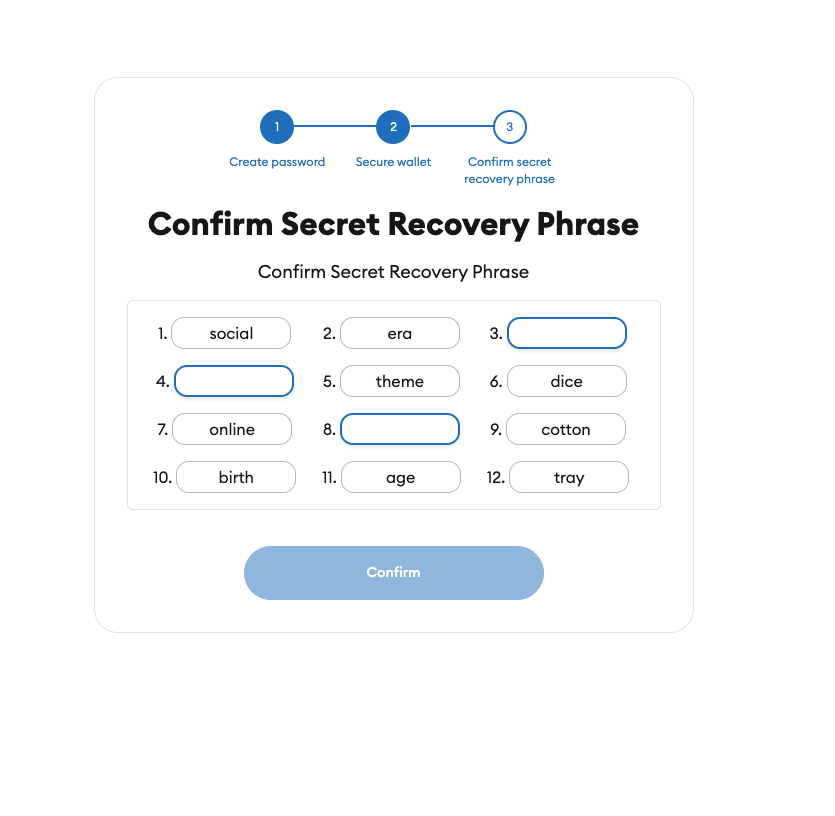 1 2 3
Create password Secure wallet Confirm secret
recovery phrase
Confirm Secret Recovery Phrase
Confirm Secret Recovery Phrase
1. social 2. era 3.
4. 5. theme 6. dice
7. online 8. 9. cotton
10. birth 11. age 12. tray
Confirm